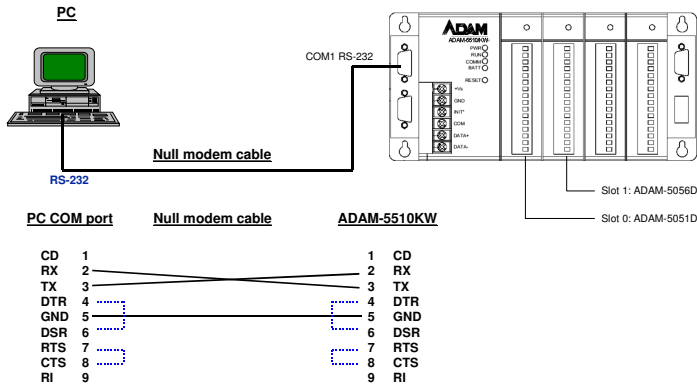 PC
COM1 RS-232
ADAM
ADAM-5510KW
PWR
RUN
COMM
BATT
RESET
+Vs
GND
INIT*
COM
DATA+
DATA-
Null modem cable
RS-232
Slot 1: ADAM-5056D
Slot 0: ADAM-5051D
PC COM port Null modem cable ADAM-5510KW
CD 1 1 CD
RX 2 2 RX
TX 3 3 TX
DTR 4 4 DTR
GND 5 5 GND
DSR 6 6 DSR
RTS 7 7 RTS
CTS 8 8 CTS
RI 9 9 RI